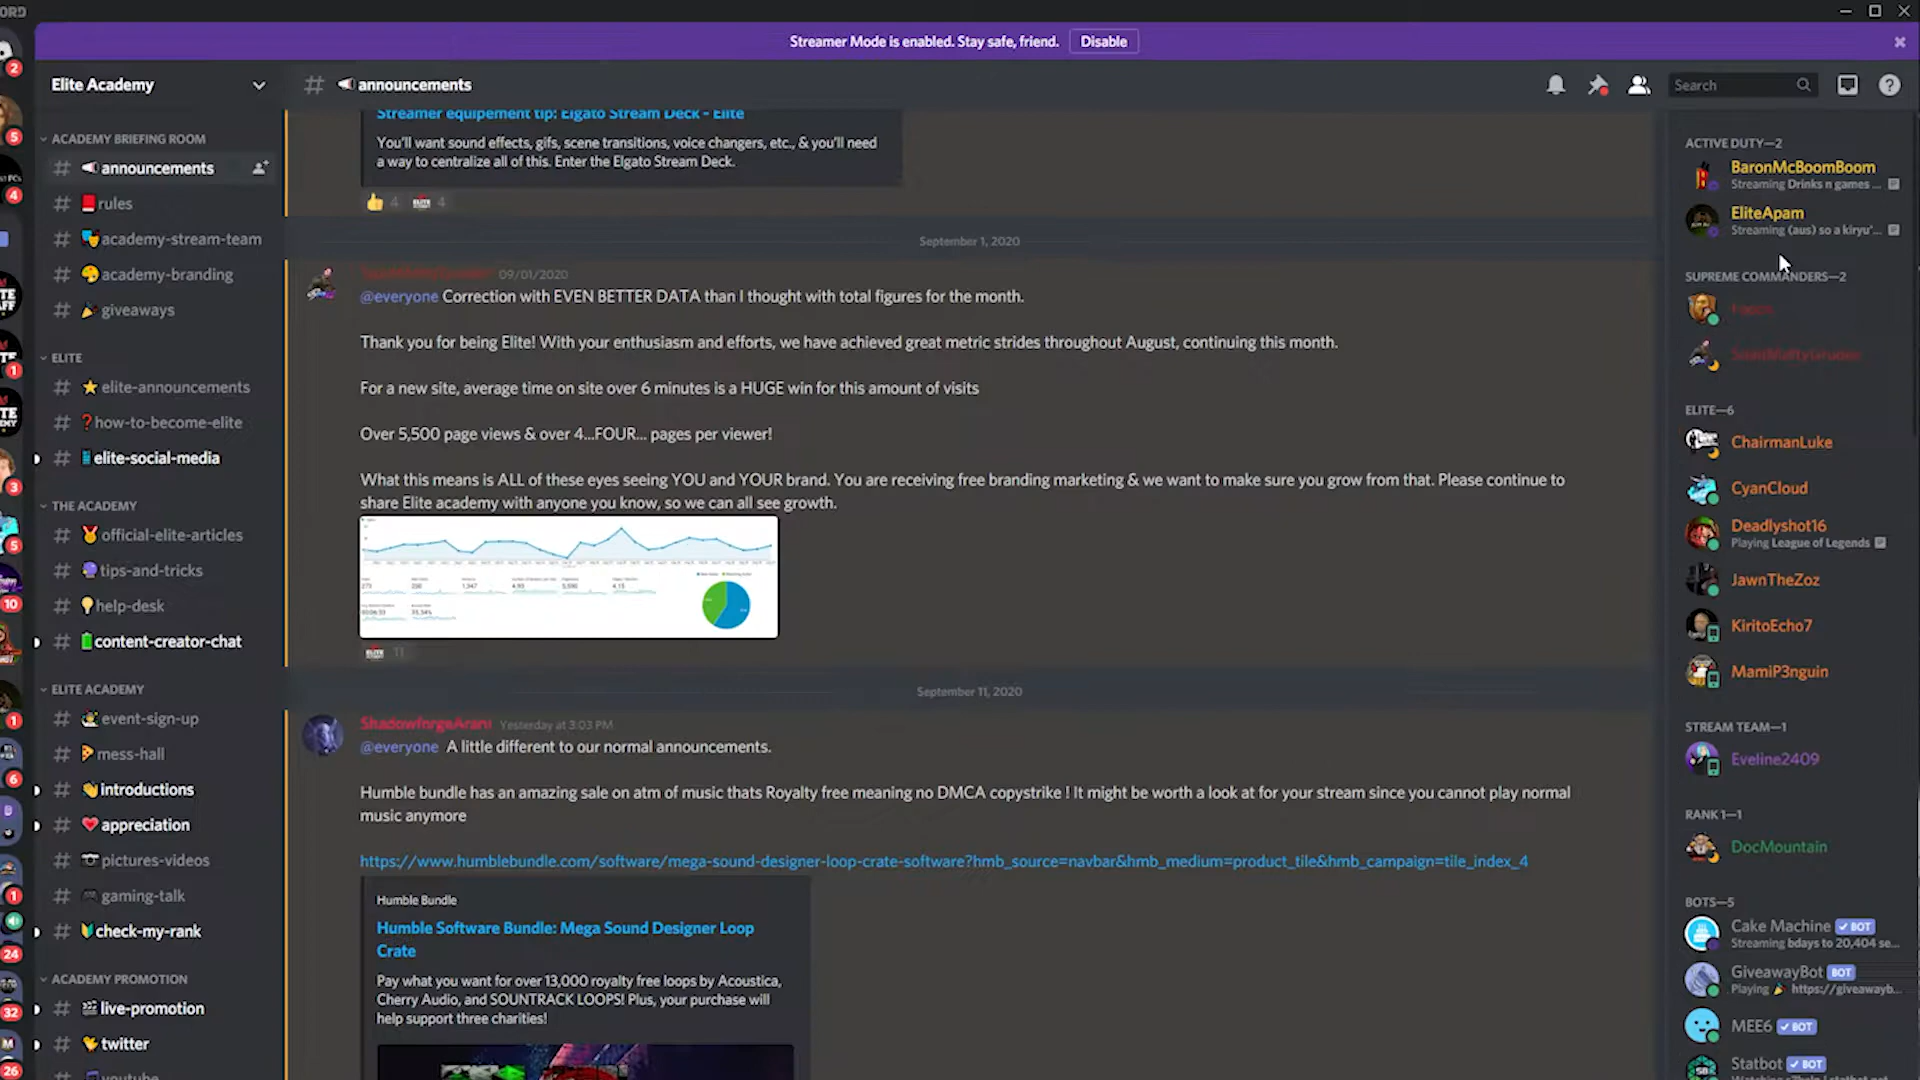 Streamer Mode is enabled. Stay safe, friend.
Disable
Elite Academy
announcements
Search
ACADEMY BRIEFING ROOM
announcements
rules
academy-stream-team
academy-branding
giveaways
ELITE
elite-announcements
how-to-become-elite
elite-social-media
THE ACADEMY
official-elite-articles
tips-and-tricks
help-desk
content-creator-chat
ELITE ACADEMY
event-sign-up
mess-hall
introductions
appreciation
pictures-videos
gaming-talk
check-my-rank
ACADEMY PROMOTION
live-promotion
twitter
youtube
Streamer equipement tip: Elgato Stream Deck - Elite
You'll want sound effects, gifs, scene transitions, voice changers, etc., & you'll need
a way to centralize all of this. Enter the Elgato Stream Deck.
4 4
September 1, 2020
09/01/2020
@everyone Correction with EVEN BETTER DATA than I thought with total figures for the month.
Thank you for being Elite! With your enthusiasm and efforts, we have achieved great metric strides throughout August, continuing this month.
For a new site, average time on site over 6 minutes is a HUGE win for this amount of visits
Over 5,500 page views & over 4...FOUR... pages per viewer!
What this means is ALL of these eyes seeing YOU and YOUR brand. You are receiving free branding marketing & we want to make sure you grow from that. Please continue to
share Elite academy with anyone you know, so we can all see growth.
11
September 11, 2020
ShadowforgeArani Yesterday at 3:03 PM
@everyone A little different to our normal announcements.
Humble bundle has an amazing sale on atm of music thats Royalty free meaning no DMCA copystrike ! It might be worth a look at for your stream since you cannot play normal
music anymore
https://www.humblebundle.com/software/mega-sound-designer-loop-crate-software?hmb_source=navbar&hmb_medium=product_tile&hmb_campaign=tile_index_4
Humble Bundle
Humble Software Bundle: Mega Sound Designer Loop
Crate
Pay what you want for over 13,000 royalty free loops by Acoustica,
Cherry Audio, and SOUNTRACK LOOPS! Plus, your purchase will
help support three charities!
ACTIVE DUTY—2
BaronMcBoomBoom
Streaming Drinks n games ...
EliteApam
Streaming (aus) so a kiryu'...
SUPREME COMMANDERS—2
ELITE—6
ChairmanLuke
CyanCloud
Deadlyshot16
Playing League of Legends
JawnTheZoz
KiritoEcho7
MamiP3nguin
STREAM TEAM—1
Eveline2409
RANK 1—1
DocMountain
BOTS—5
Cake Machine BOT
Streaming bdays to 20,404 se...
GiveawayBot BOT
Playing https://giveawayb...
MEE6 BOT
Statbot BOT